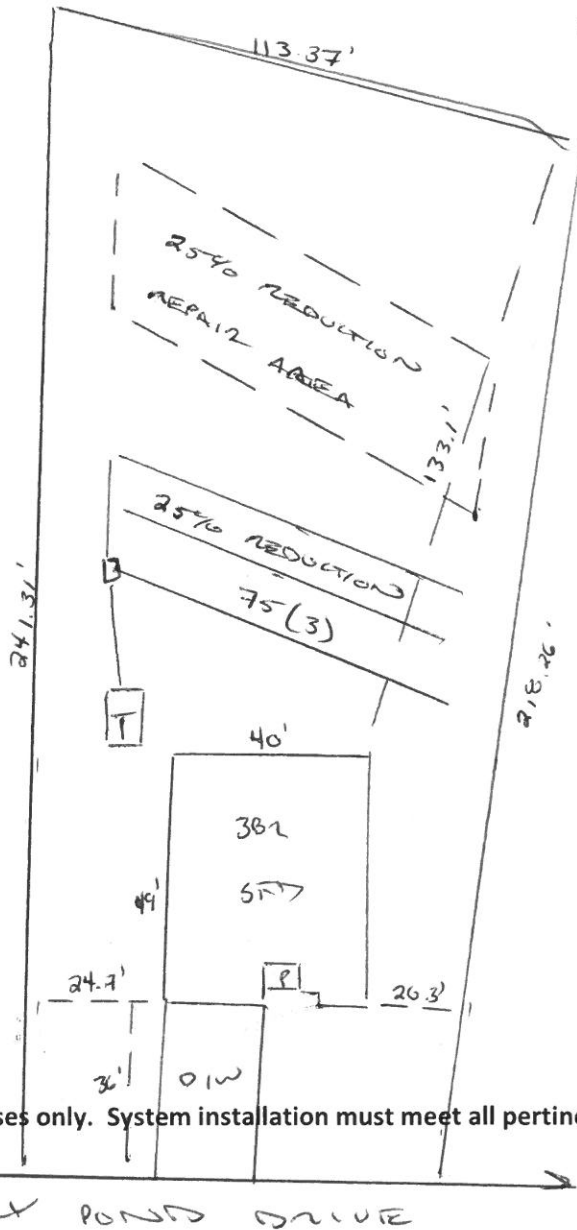 113.37'
25% REDUCTION
REPAIR AREA
133.1'
25% REDUCTION
75(3)
241.31'
218.26'
T
40'
3BR
SFD
49'
P
24.7'
20.3'
36'
D/W
ses only. System installation must meet all pertine
POND DRIVE